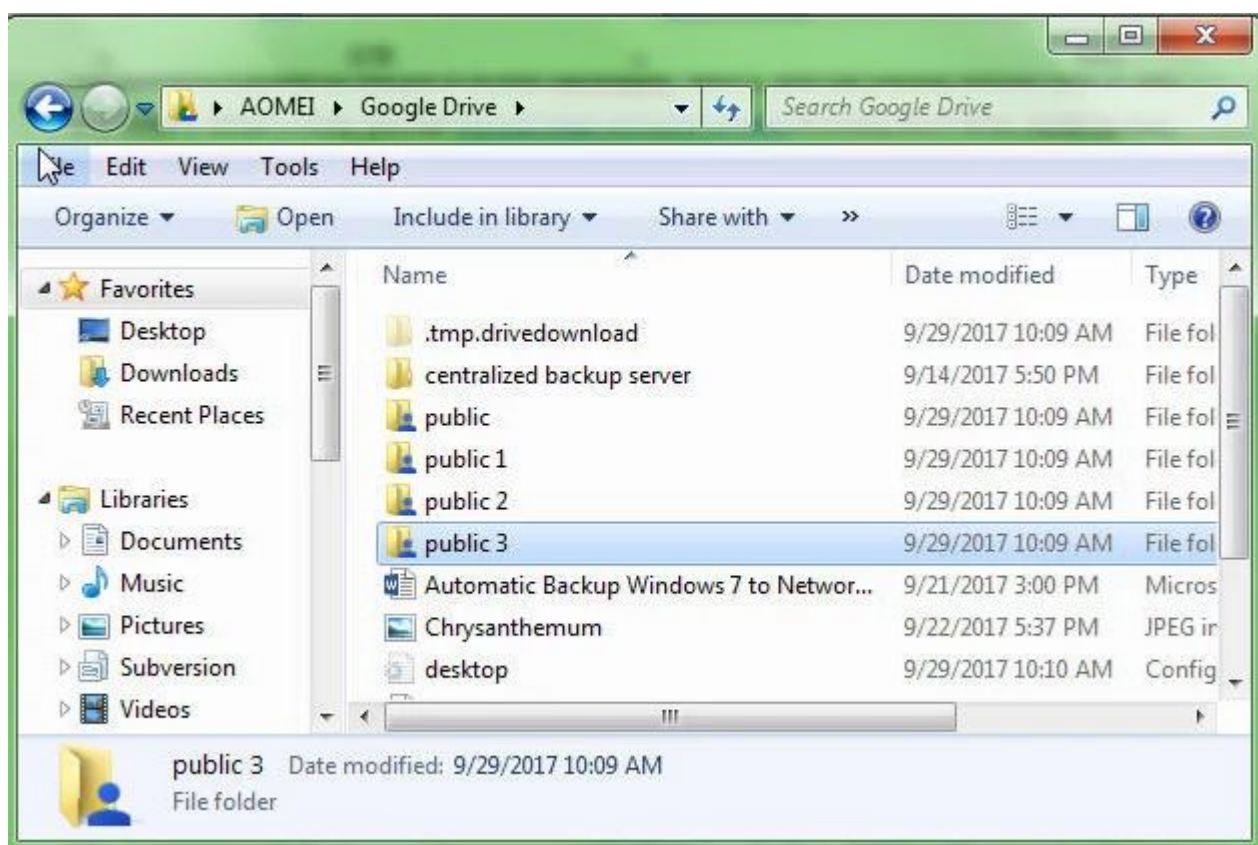 AOMEI Google Drive Search Google Drive
Edit View Tools Help
Organize Open Include in library Share with »
Name Date modified Type
Favorites
Desktop
Downloads
Recent Places
Libraries
Documents
Music
Pictures
Subversion
Videos
.tmp.drivedownload 9/29/2017 10:09 AM File fol
centralized backup server 9/14/2017 5:50 PM File fol
public 9/29/2017 10:09 AM File fol
public 1 9/29/2017 10:09 AM File fol
public 2 9/29/2017 10:09 AM File fol
public 3 9/29/2017 10:09 AM File fol
Automatic Backup Windows 7 to Networ... 9/21/2017 3:00 PM Micros
Chrysanthemum 9/22/2017 5:37 PM JPEG in
desktop 9/29/2017 10:10 AM Config
public 3 Date modified: 9/29/2017 10:09 AM
File folder